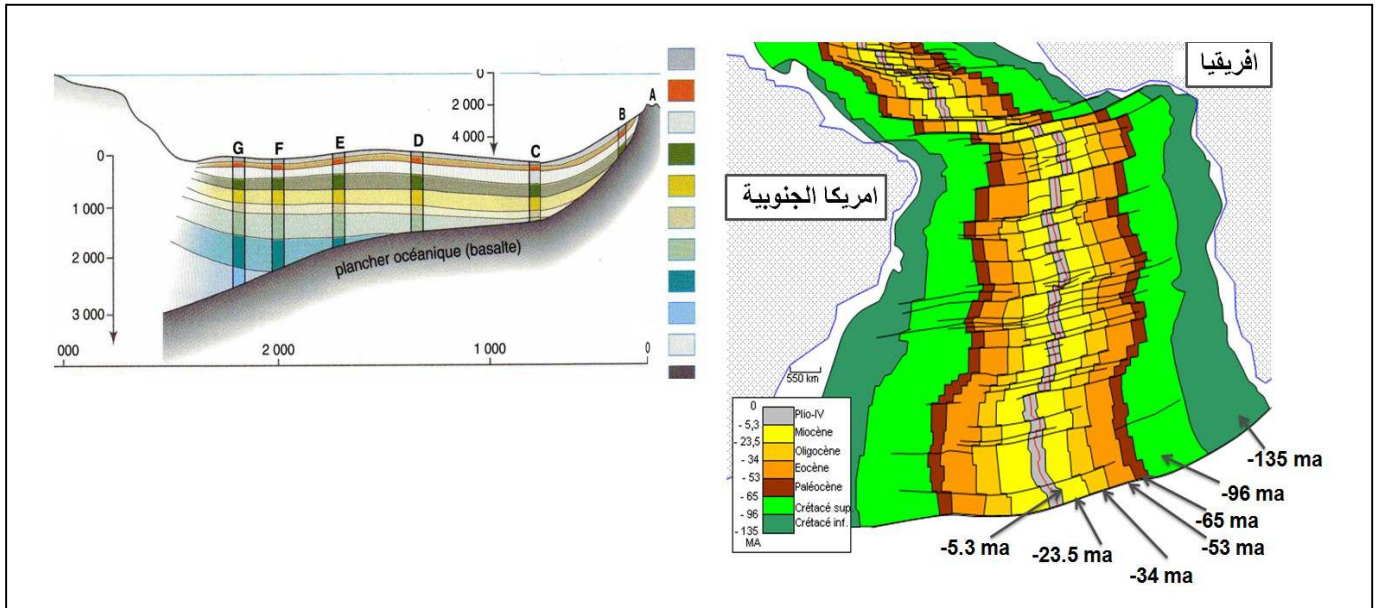 0
2 000
4 000
A
B
C
D
E
F
G
0
1 000
2 000
3 000
plancher océanique (basalte)
000
2 000
1 000
0
افريقيا
امريكا الجنوبية
550 km
0
- 5,3
- 23,5
- 34
- 53
- 65
- 96
- 135
MA
Plio-IV
Miocène
Oligocène
Eocène
Paléocène
Crétacé sup
Crétacé inf.
-135 ma
-96 ma
-65 ma
-53 ma
-34 ma
-23.5 ma
-5.3 ma